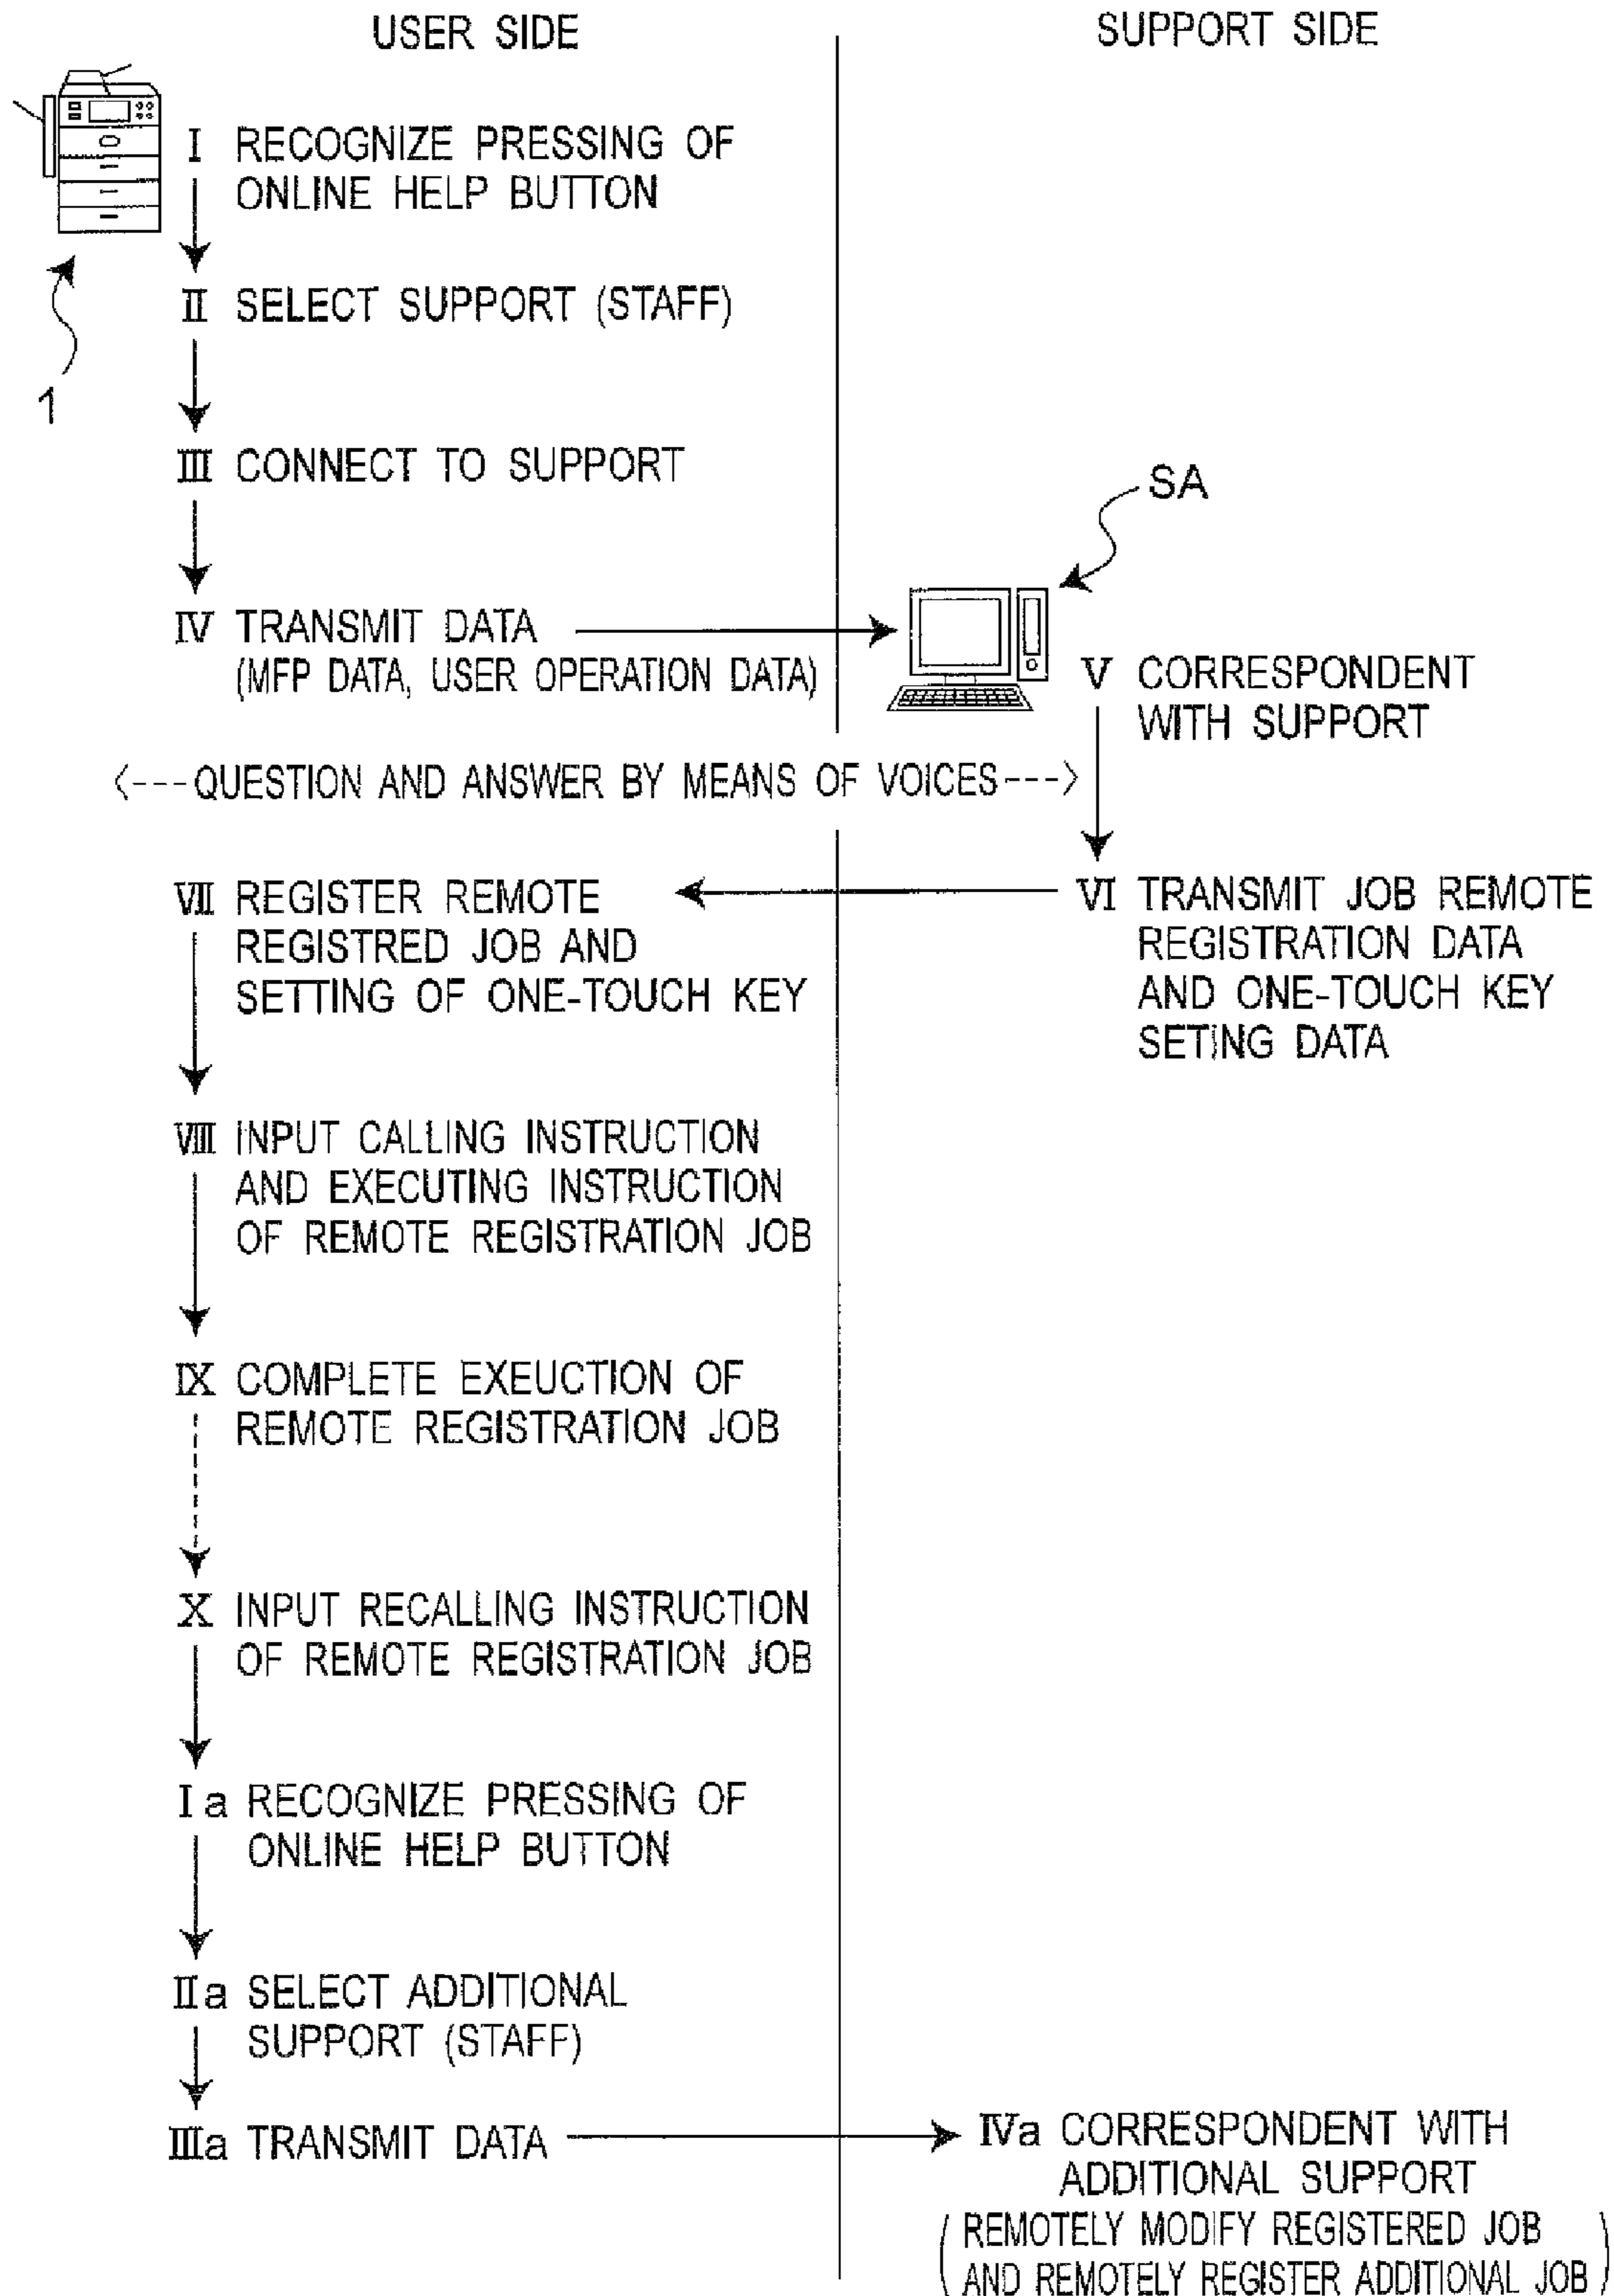 USER SIDE
SUPPORT SIDE
I RECOGNIZE PRESSING OF
ONLINE HELP BUTTON
1
II SELECT SUPPORT (STAFF)
III CONNECT TO SUPPORT
SA
IV TRANSMIT DATA
(MFP DATA, USER OPERATION DATA)
V CORRESPONDENT
WITH SUPPORT
<---QUESTION AND ANSWER BY MEANS OF VOICES--->
VII REGISTER REMOTE
REGISTRED JOB AND
SETTING OF ONE-TOUCH KEY
VI TRANSMIT JOB REMOTE
REGISTRATION DATA
AND ONE-TOUCH KEY
SETING DATA
VIII INPUT CALLING INSTRUCTION
AND EXECUTING INSTRUCTION
OF REMOTE REGISTRATION JOB
IX COMPLETE EXEUCTION OF
REMOTE REGISTRATION JOB
X INPUT RECALLING INSTRUCTION
OF REMOTE REGISTRATION JOB
Ia RECOGNIZE PRESSING OF
ONLINE HELP BUTTON
IIa SELECT ADDITIONAL
SUPPORT (STAFF)
IIIa TRANSMIT DATA
IVa CORRESPONDENT WITH
ADDITIONAL SUPPORT
(REMOTELY MODIFY REGISTERED JOB
AND REMOTELY REGISTER ADDITIONAL JOB)